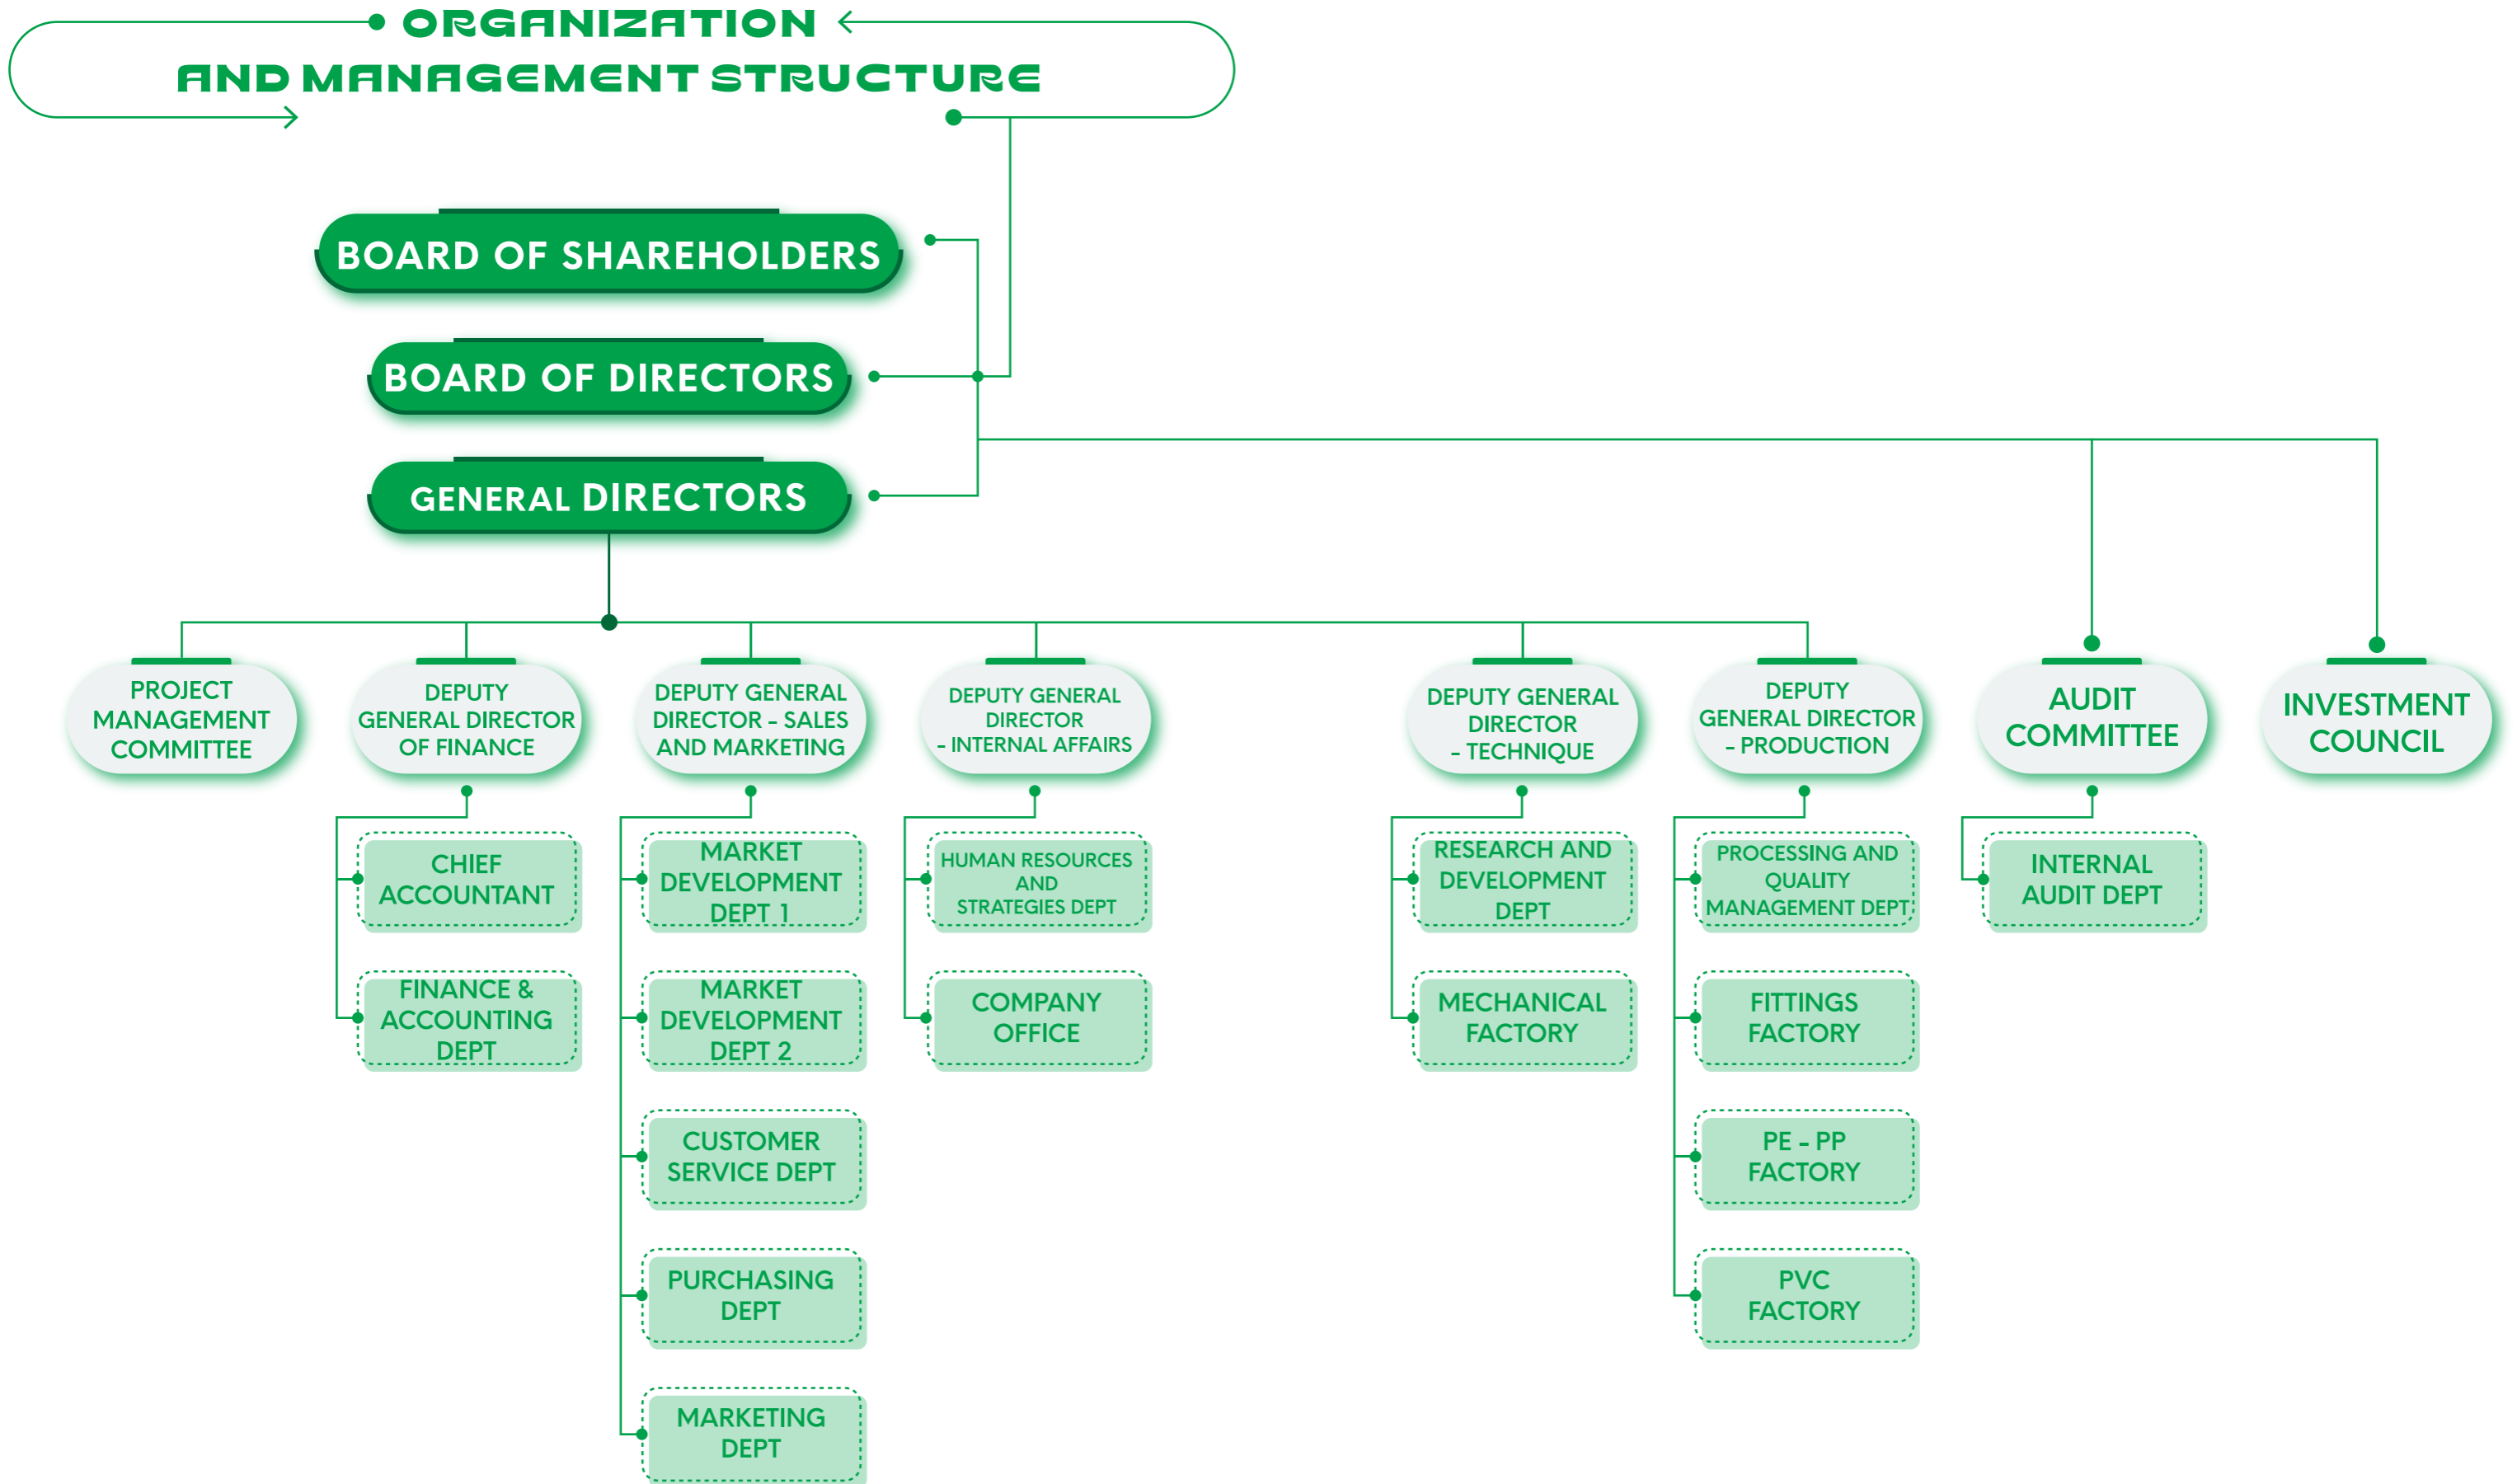 ORGANIZATION
AND MANAGEMENT STRUCTURE
BOARD OF SHAREHOLDERS
BOARD OF DIRECTORS
GENERAL DIRECTORS
PROJECT
MANAGEMENT
COMMITTEE
DEPUTY
GENERAL DIRECTOR
OF FINANCE
DEPUTY GENERAL
DIRECTOR - SALES
AND MARKETING
DEPUTY GENERAL
DIRECTOR
- INTERNAL AFFAIRS
DEPUTY GENERAL
DIRECTOR
- TECHNIQUE
DEPUTY
GENERAL DIRECTOR
- PRODUCTION
AUDIT
COMMITTEE
INVESTMENT
COUNCIL
CHIEF
ACCOUNTANT
FINANCE &
ACCOUNTING
DEPT
MARKET
DEVELOPMENT
DEPT 1
MARKET
DEVELOPMENT
DEPT 2
CUSTOMER
SERVICE DEPT
PURCHASING
DEPT
MARKETING
DEPT
HUMAN RESOURCES
AND
STRATEGIES DEPT
COMPANY
OFFICE
RESEARCH AND
DEVELOPMENT
DEPT
MECHANICAL
FACTORY
PROCESSING AND
QUALITY
MANAGEMENT DEPT
FITTINGS
FACTORY
PE - PP
FACTORY
PVC
FACTORY
INTERNAL
AUDIT DEPT